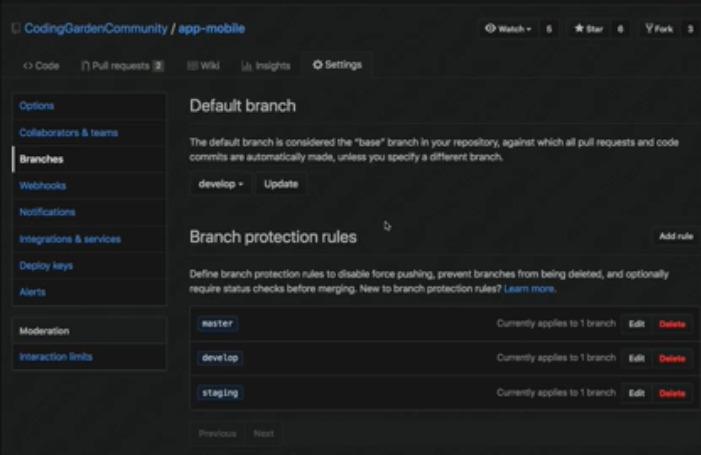 CodingGardenCommunity / app-mobile
Watch 5 Star 6 Fork 3
Code Pull requests 2 Wiki Insights Settings
Options
Collaborators & teams
Branches
Webhooks
Notifications
Integrations & services
Deploy keys
Alerts
Moderation
Interaction limits
Default branch
The default branch is considered the "base" branch in your repository, against which all pull requests and code
commits are automatically made, unless you specify a different branch.
develop Update
Branch protection rules
Add rule
Define branch protection rules to disable force pushing, prevent branches from being deleted, and optionally
require status checks before merging. New to branch protection rules? Learn more.
master Currently applies to 1 branch Edit Delete
develop Currently applies to 1 branch Edit Delete
staging Currently applies to 1 branch Edit Delete
Previous Next